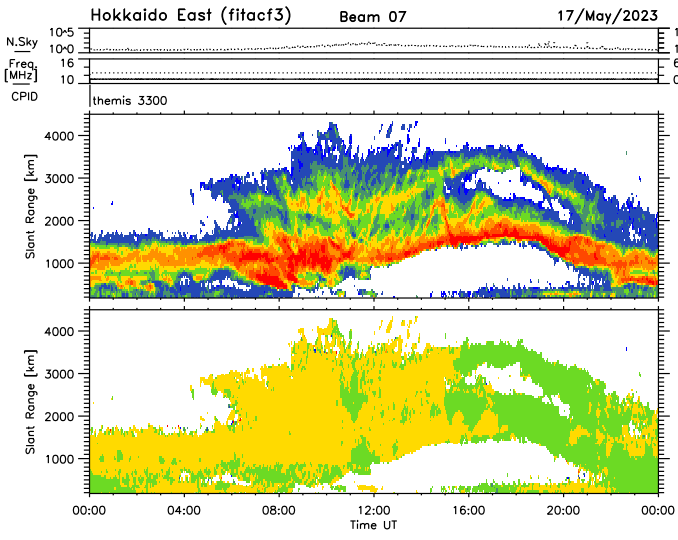 Hokkaido East (fitacf3) Beam 07 17/May/2023
N.Sky 10^5 10^0 1 1
Freq. [MHz] 16 10 6 0
CPID themis 3300
Slant Range [km] 4000 3000 2000 1000
Slant Range [km] 4000 3000 2000 1000
00:00 04:00 08:00 12:00 16:00 20:00 00:00
Time UT